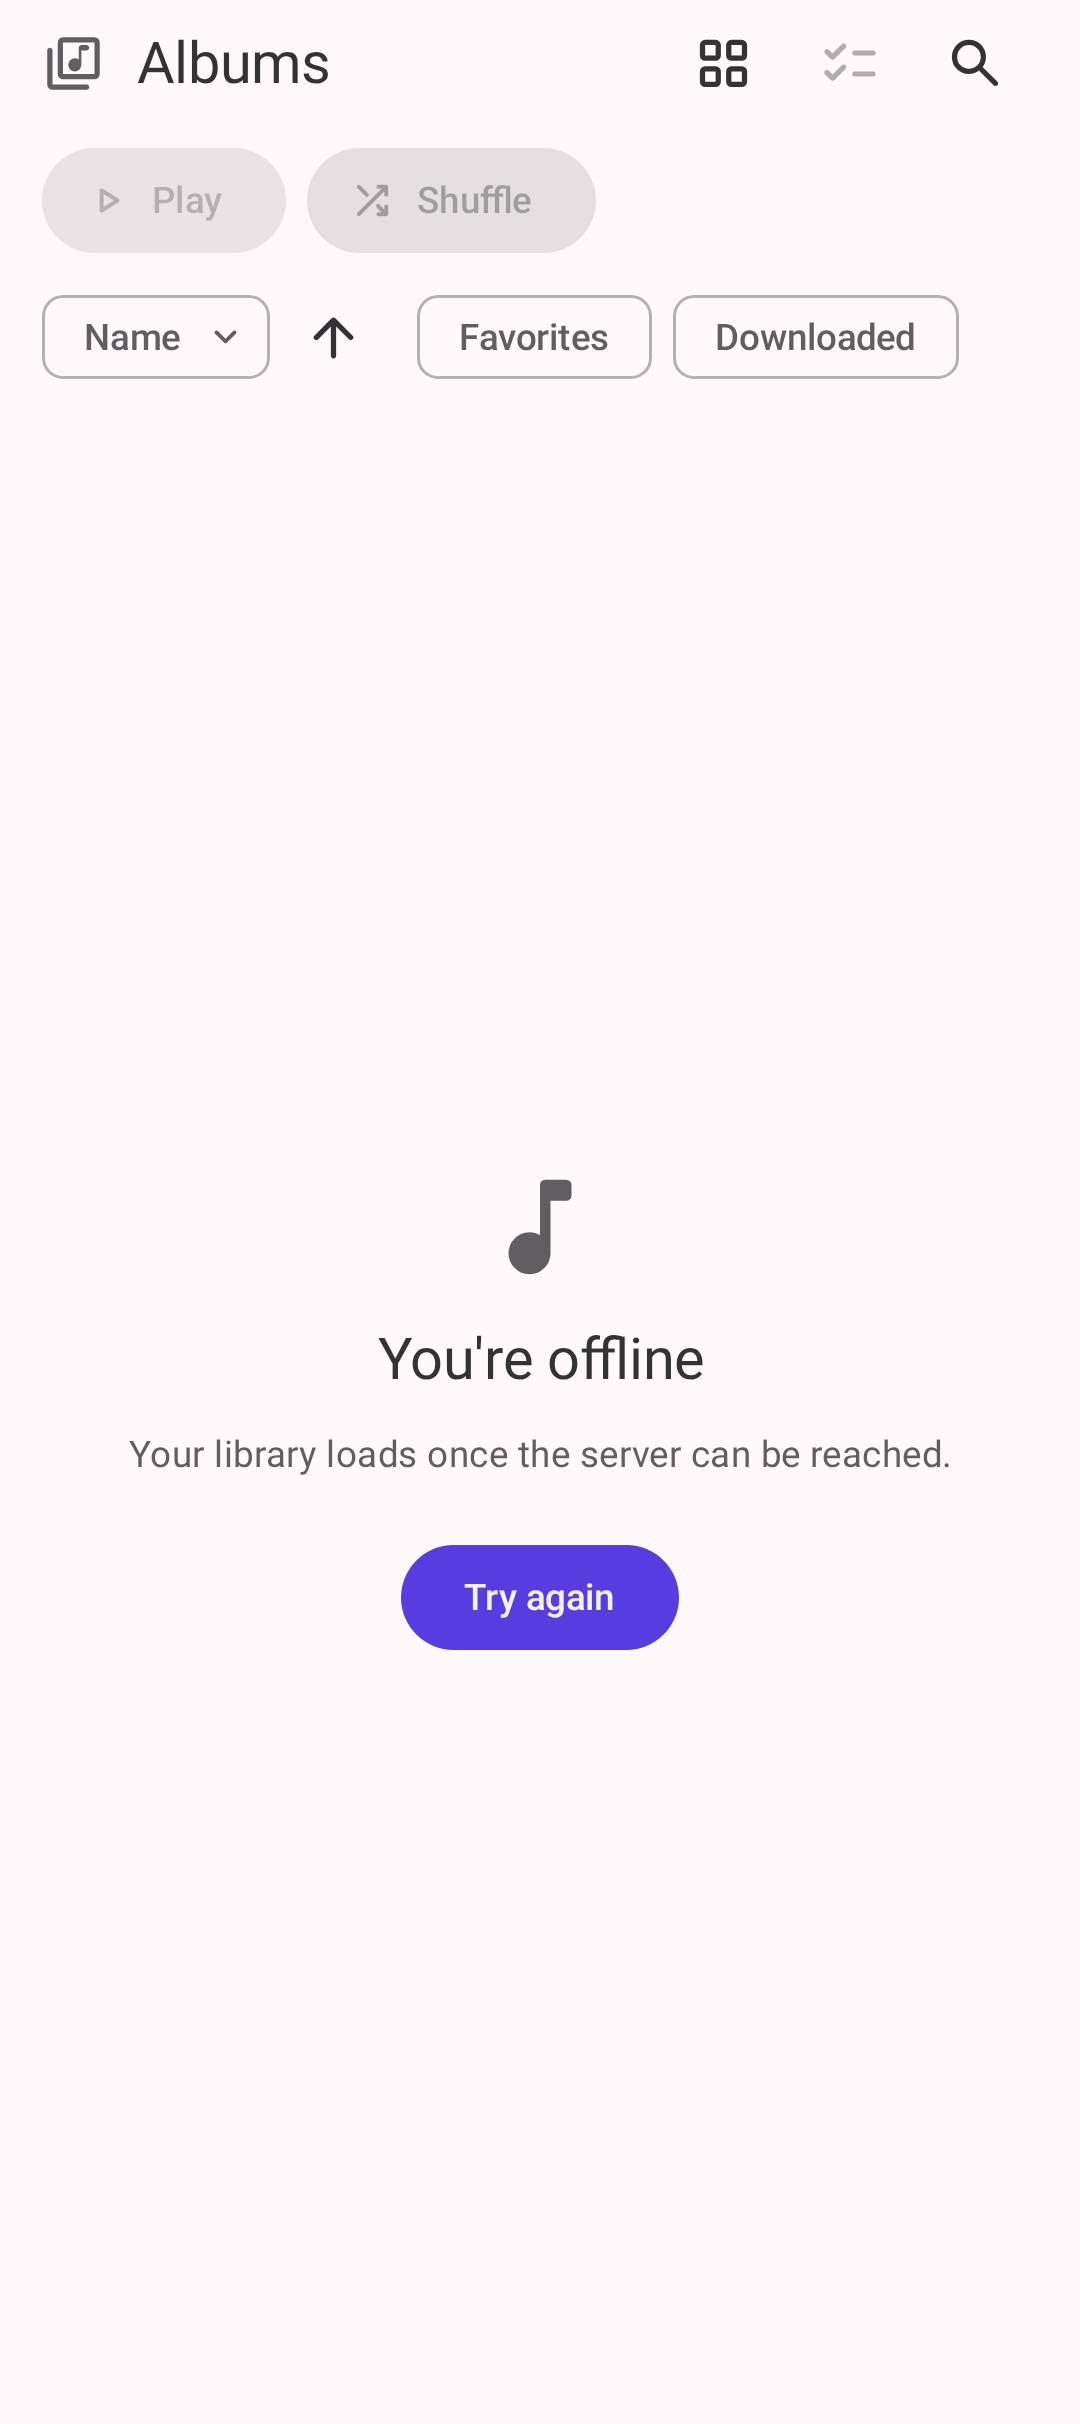 Albums
Play
Shuffle
Name
Favorites
Downloaded
You're offline
Your library loads once the server can be reached.
Try again